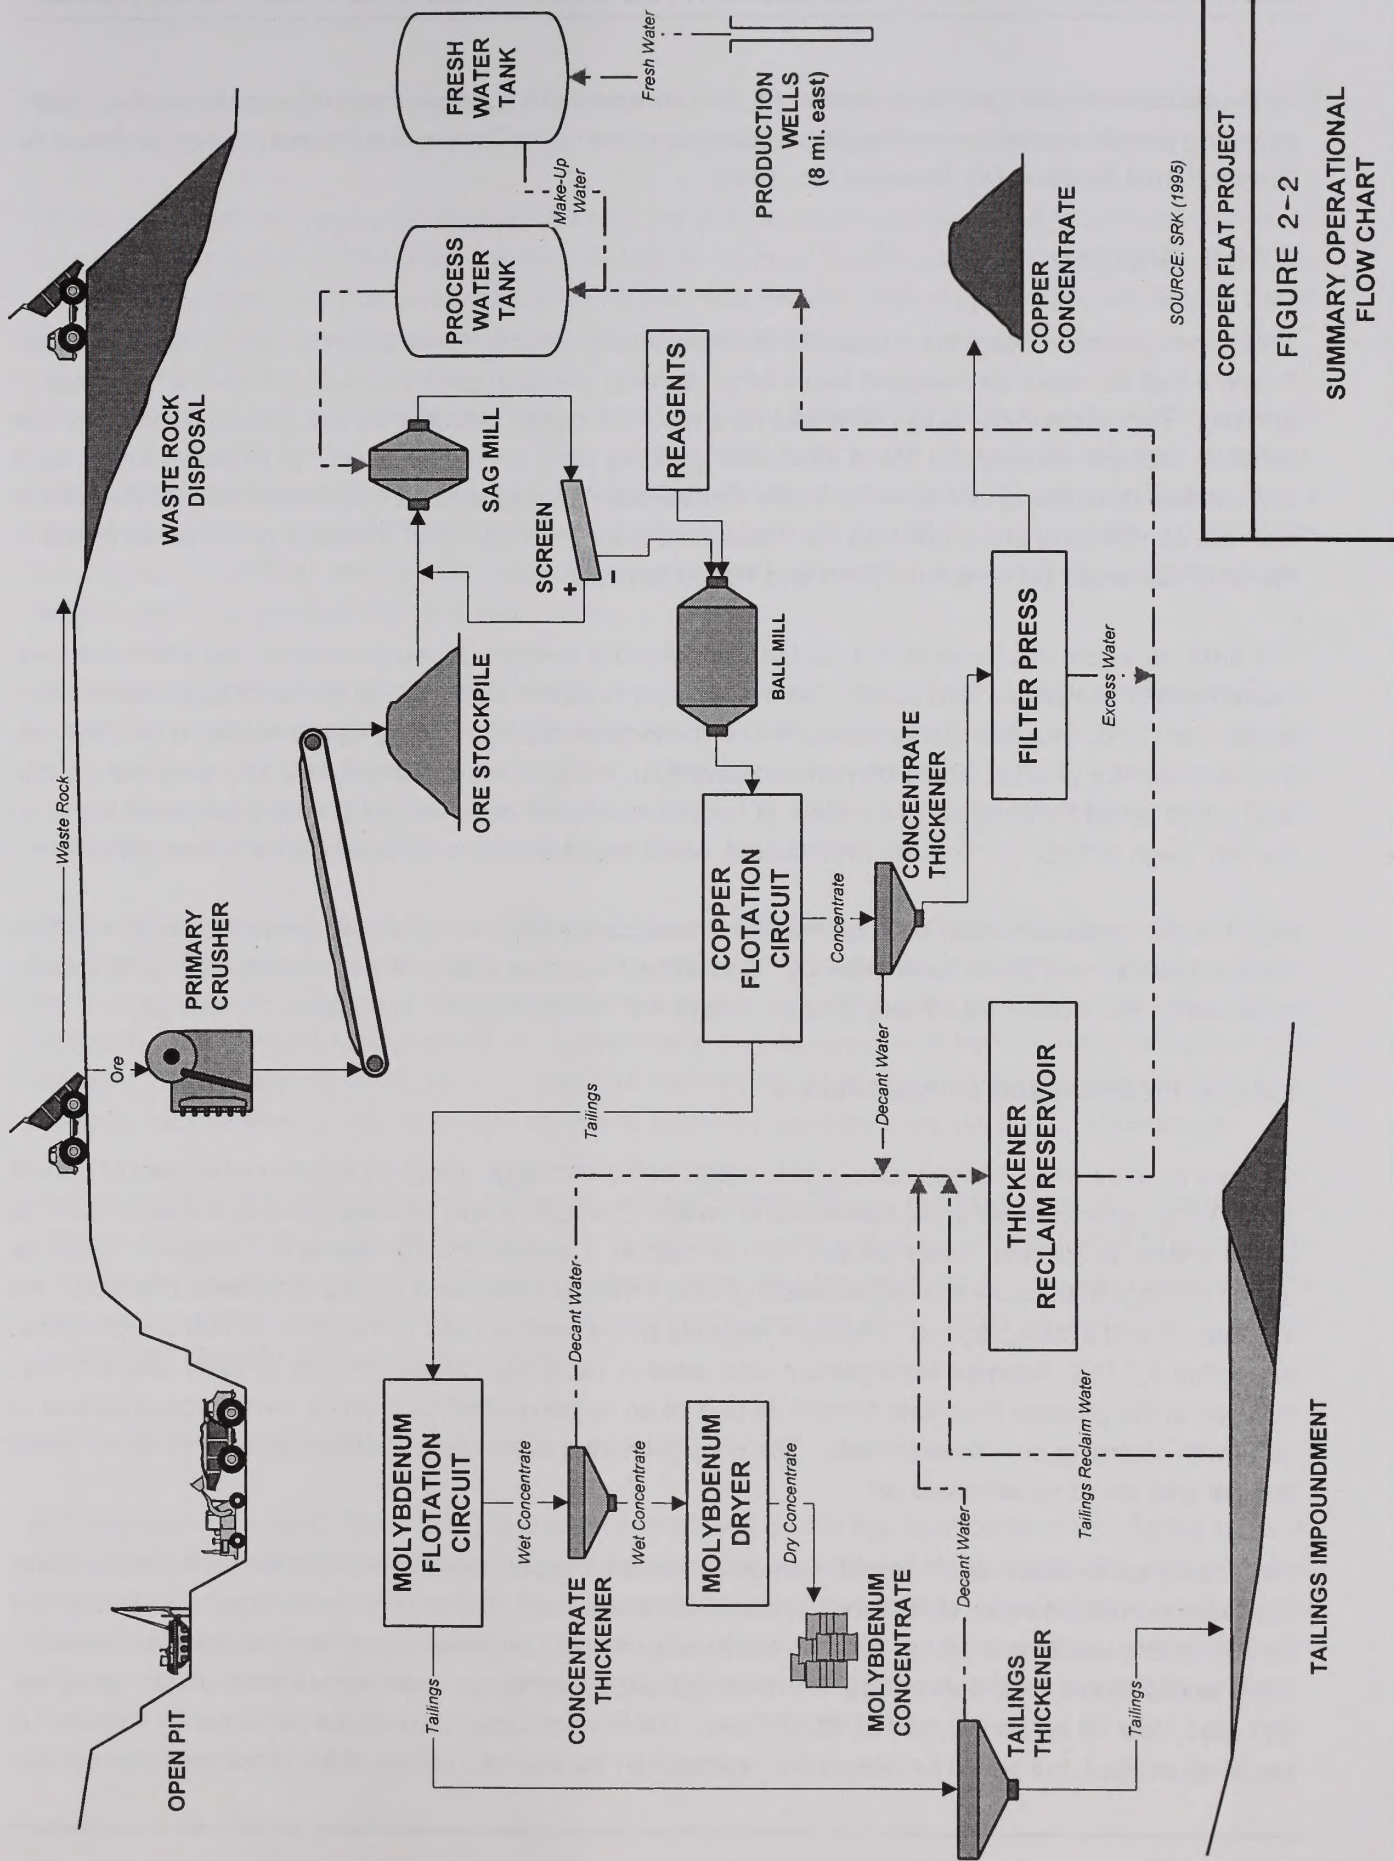 OPEN PIT
Waste Rock
WASTE ROCK
DISPOSAL
Ore
PRIMARY
CRUSHER
ORE STOCKPILE
SAG MILL
SCREEN
+
-
REAGENTS
BALL MILL
FRESH
WATER
TANK
Fresh Water
PRODUCTION
WELLS
(8 mi. east)
Make-Up
Water
PROCESS
WATER
TANK
MOLYBDENUM
FLOTATION
CIRCUIT
Tailings
COPPER
FLOTATION
CIRCUIT
Concentrate
CONCENTRATE
THICKENER
Decant Water
FILTER PRESS
Excess Water
COPPER
CONCENTRATE
Wet Concentrate
CONCENTRATE
THICKENER
Decant Water
Wet Concentrate
MOLYBDENUM
DRYER
Dry Concentrate
MOLYBDENUM
CONCENTRATE
Tailings
TAILINGS
THICKENER
Decant Water
Tailings
THICKENER
RECLAIM RESERVOIR
Tailings Reclaim Water
TAILINGS IMPOUNDMENT
SOURCE: SRK (1995)
COPPER FLAT PROJECT
FIGURE 2-2
SUMMARY OPERATIONAL
FLOW CHART